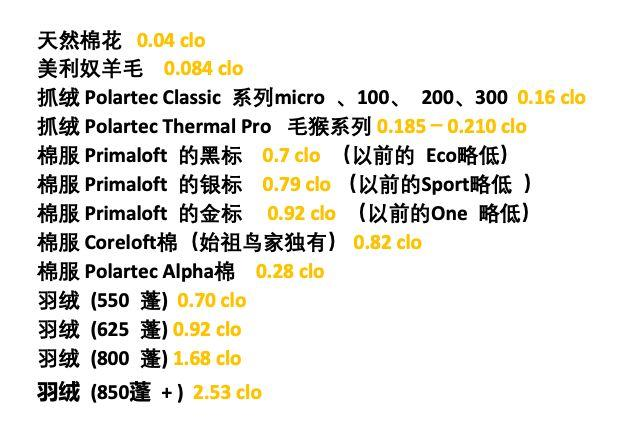 天然棉花 0.04 clo
美利奴羊毛 0.084 clo
抓绒 Polartec Classic 系列micro 、100、 200、300 0.16 clo
抓绒 Polartec Thermal Pro 毛猴系列 0.185 – 0.210 clo
棉服 Primaloft 的黑标 0.7 clo （以前的 Eco略低）
棉服 Primaloft 的银标 0.79 clo （以前的Sport略低 ）
棉服 Primaloft 的金标 0.92 clo （以前的One 略低）
棉服 Coreloft棉（始祖鸟家独有） 0.82 clo
棉服 Polartec Alpha棉 0.28 clo
羽绒 (550 蓬) 0.70 clo
羽绒 (625 蓬) 0.92 clo
羽绒 (800 蓬) 1.68 clo
羽绒 (850蓬 + ) 2.53 clo